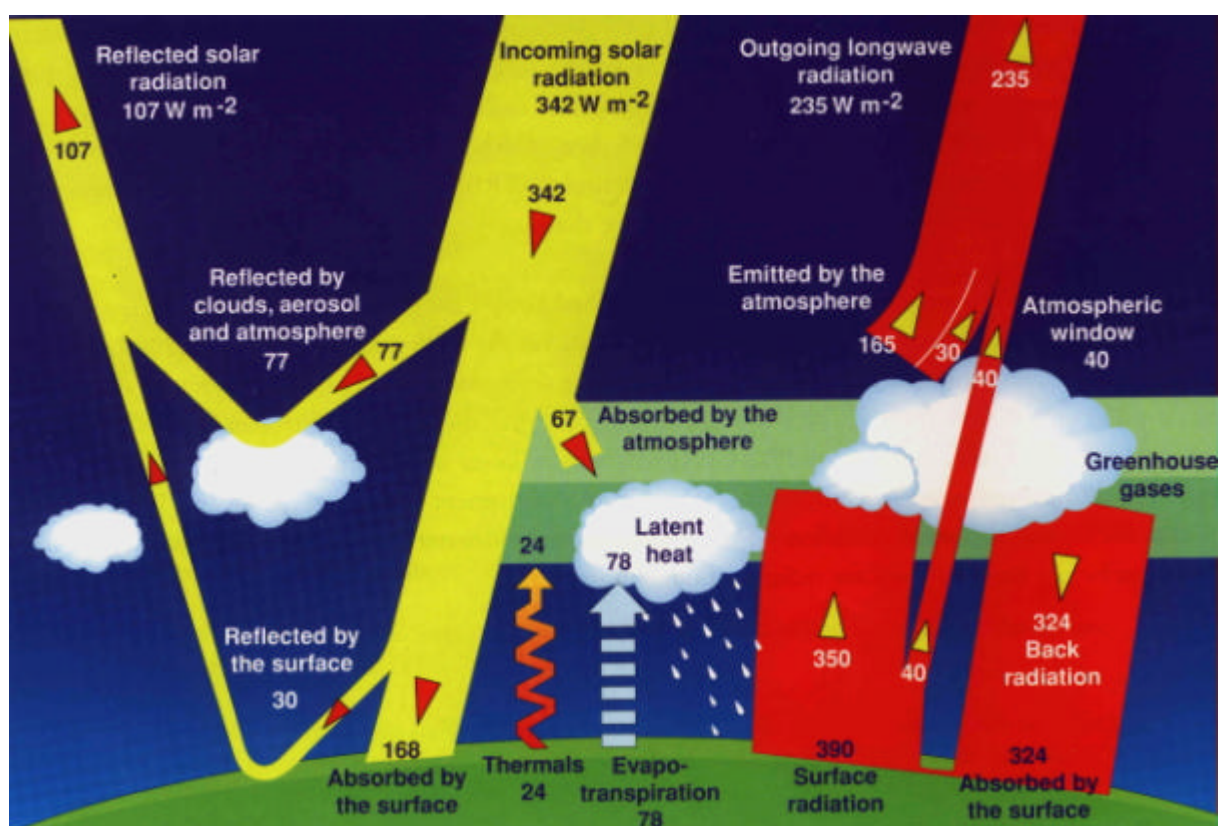 Reflected solar
radiation
107 W m-2
107
Incoming solar
radiation
342 W m-2
342
Outgoing longwave
radiation
235 W m-2
235
Reflected by
clouds, aerosol
and atmosphere
77
77
Emitted by the
atmosphere
165
30
40
Atmospheric
window
40
67
Absorbed by the
atmosphere
Greenhouse
gases
Latent
heat
78
24
Reflected by
the surface
30
350
40
324
Back
radiation
168
Absorbed by
the surface
Thermals
24
Evapo-
transpiration
78
390
Surface
radiation
324
Absorbed by
the surface